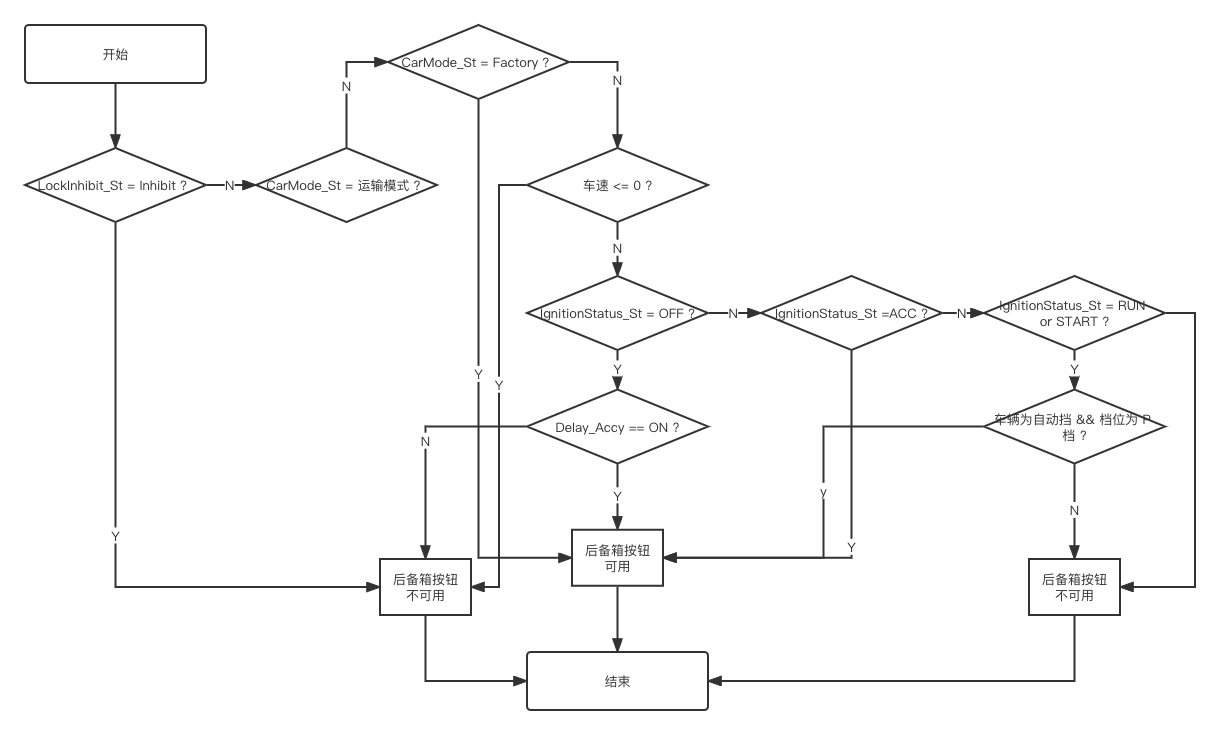 开始
CarMode_St = Factory ?
N
N
LockInhibit_St = Inhibit ?
N
CarMode_St = 运输模式 ?
车速 <= 0 ?
N
IgnitionStatus_St = OFF ?
N
IgnitionStatus_St =ACC ?
N
IgnitionStatus_St = RUN
or START ?
Y
Y
Y
Y
N
Delay_Accy == ON ?
车辆为自动挡 && 档位为 P
档 ?
Y
y
N
Y
Y
后备箱按钮
可用
后备箱按钮
不可用
后备箱按钮
不可用
结束